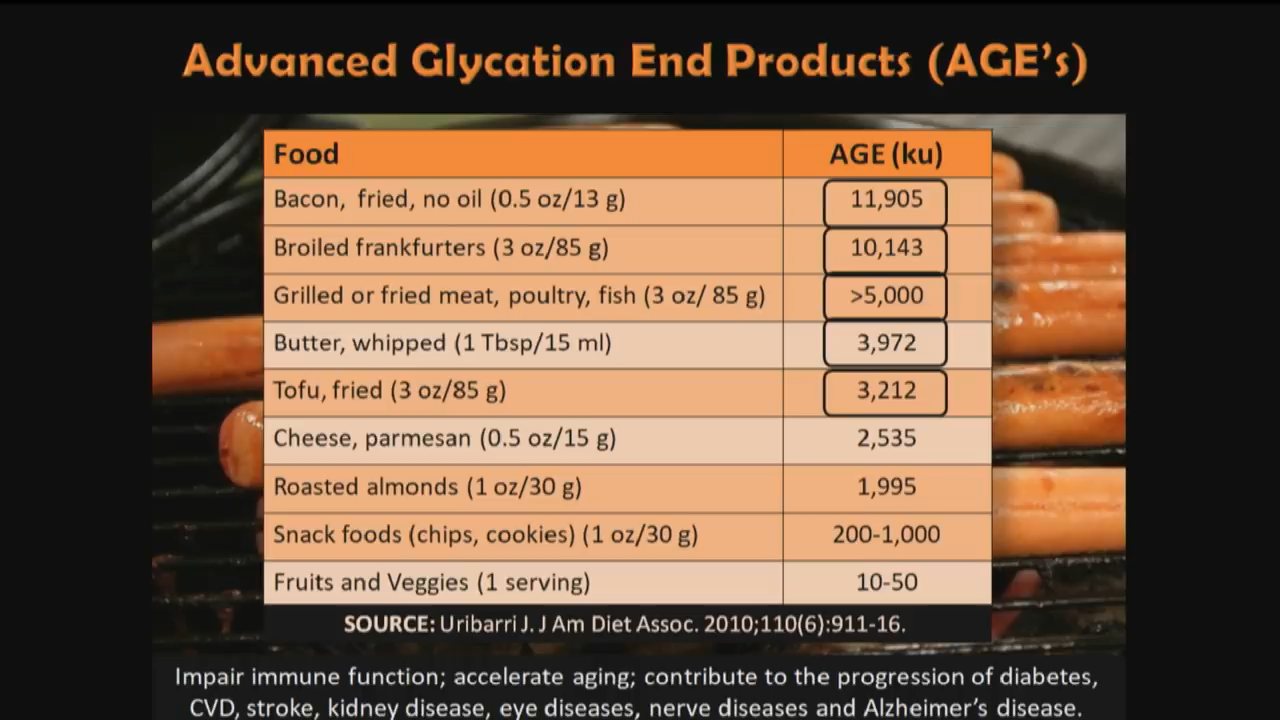 Advanced Glycation End Products (AGE's)
Food AGE (ku)
Bacon, fried, no oil (0.5 oz/13 g) 11,905
Broiled frankfurters (3 oz/85 g) 10,143
Grilled or fried meat, poultry, fish (3 oz/ 85 g) >5,000
Butter, whipped (1 Tbsp/15 ml) 3,972
Tofu, fried (3 oz/85 g) 3,212
Cheese, parmesan (0.5 oz/15 g) 2,535
Roasted almonds (1 oz/30 g) 1,995
Snack foods (chips, cookies) (1 oz/30 g) 200-1,000
Fruits and Veggies (1 serving) 10-50
SOURCE: Uribarri J. J Am Diet Assoc. 2010;110(6):911-16.
Impair immune function; accelerate aging; contribute to the progression of diabetes,
CVD, stroke, kidney disease, eye diseases, nerve diseases and Alzheimer's disease.